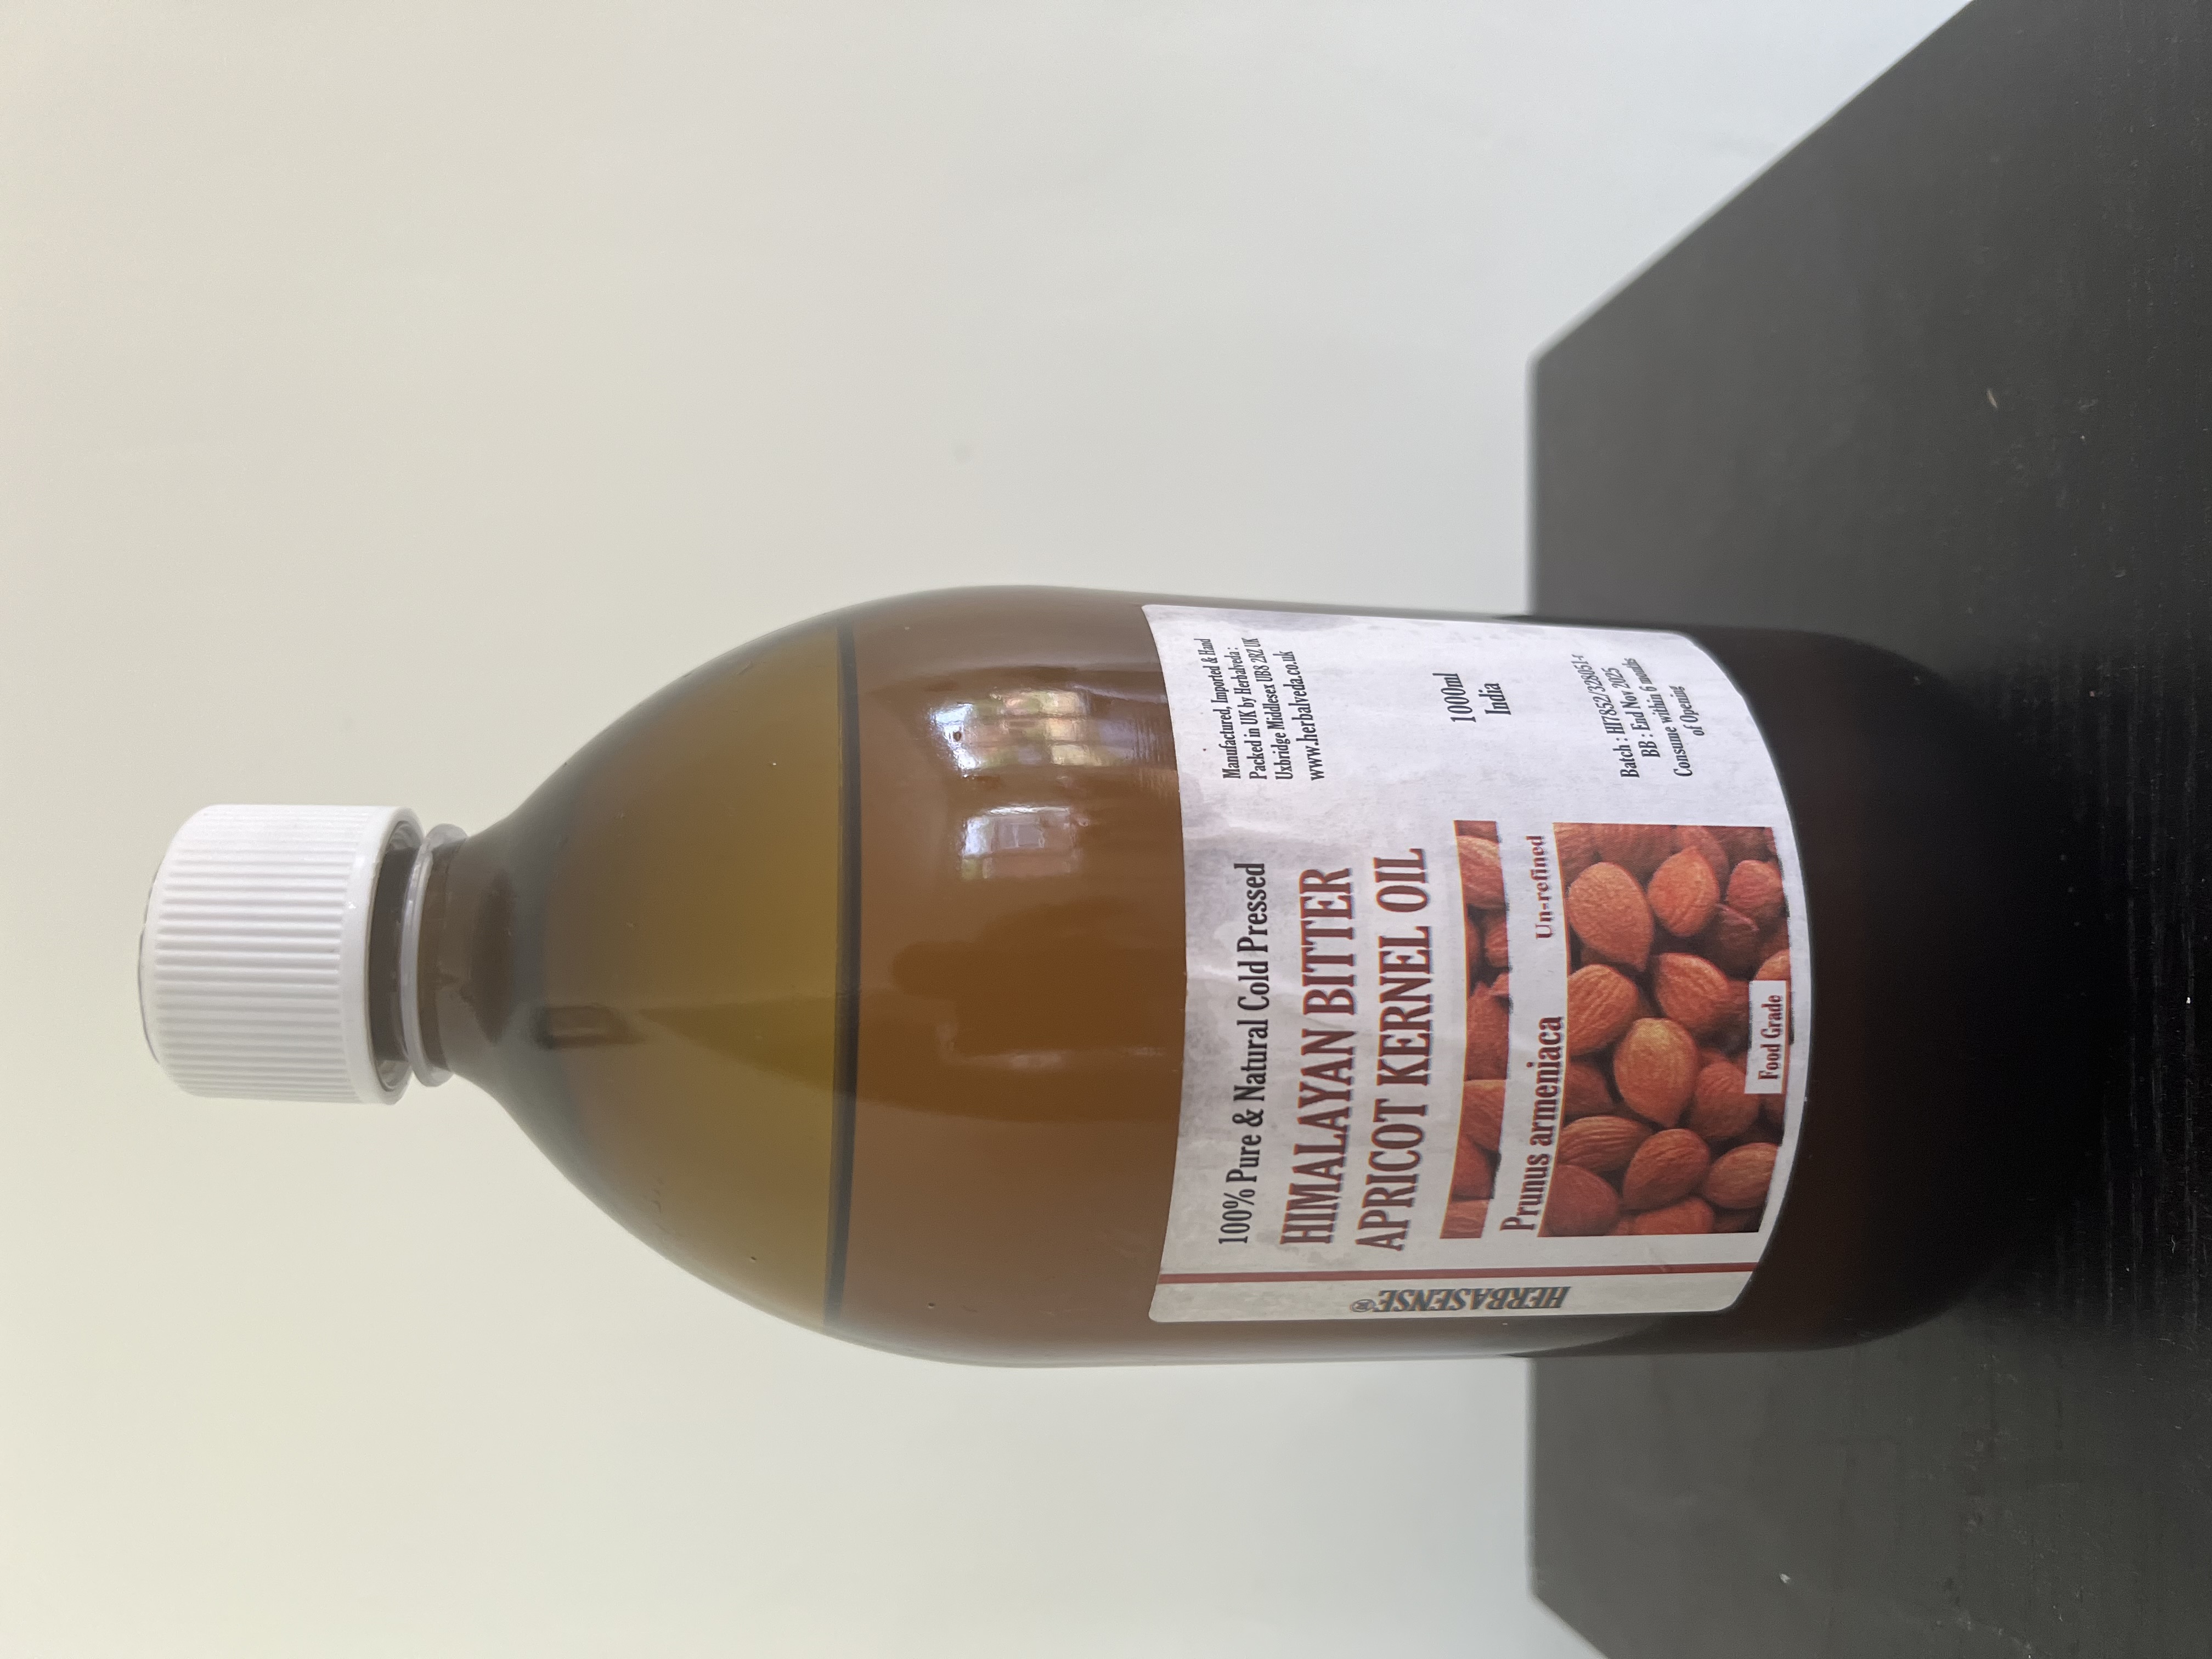 100% Pure & Natural Cold Pressed
HIMALAYAN BITTER
APRICOT KERNEL OIL
Prunus armeniaca
Un-refined
Food Grade
HERBASENSE®
Manufactured, Imported & Hand
Packed in UK by Herbalveda :
Uxbridge Middlesex UB8 2RZ UK
www.herbalveda.co.uk
1000ml
India
Batch : HI7852/328051-r
BB : End Nov 2025
Consume within 6 months
of Opening